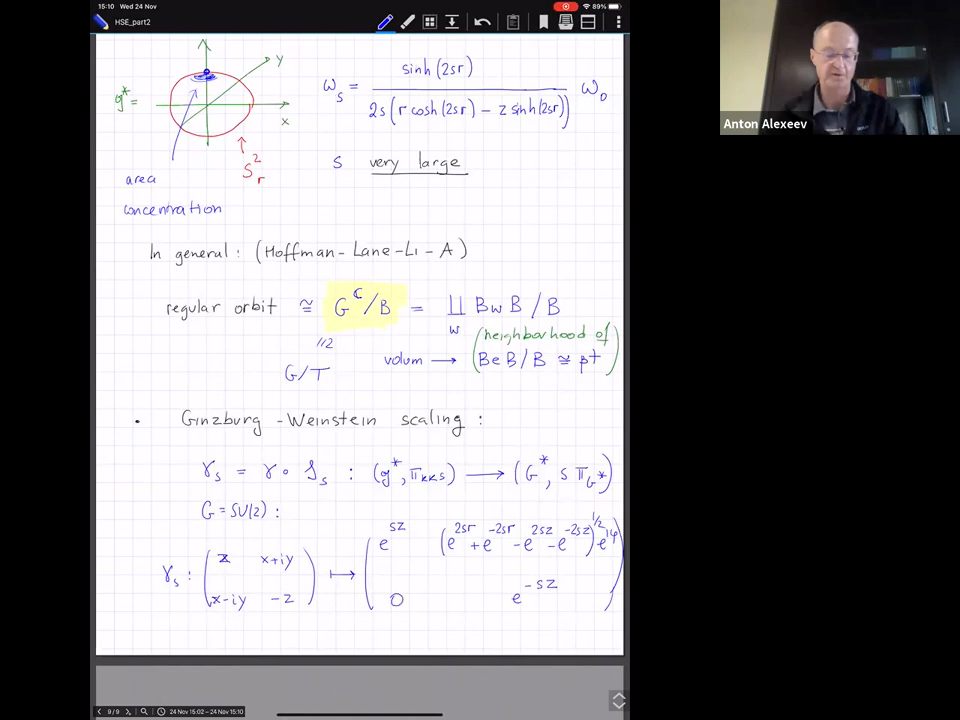 15:10 Wed 24 Nov
89%
HSE_part2
y
x
g* =
S²_r
area
concentration
ω_s = sinh(2sr) / 2s(r cosh(2sr) − z sinh(2sr)) ω_0
s very large
In general: (Hoffman-Lane-Li-A)
regular orbit ≅ G^C/B = ∐_w BwB/B
G/T
volum → (neighborhood of BeB/B ≅ pt)
• Ginzburg-Weinstein scaling:
γ_s = γ ∘ S_s : (g*, π_KKS) → (G*, s π_G*)
G = SU(2):
γ_s : ( z x+iy
x-iy -z ) ↦ ( e^{sz} (e^{2sr} + e^{-2sr} − e^{2sz} − e^{-2sz})^{1/2} e^{iφ}
0 e^{-sz} )
9/9
24 Nov 15:02 – 24 Nov 15:10
Anton Alexeev